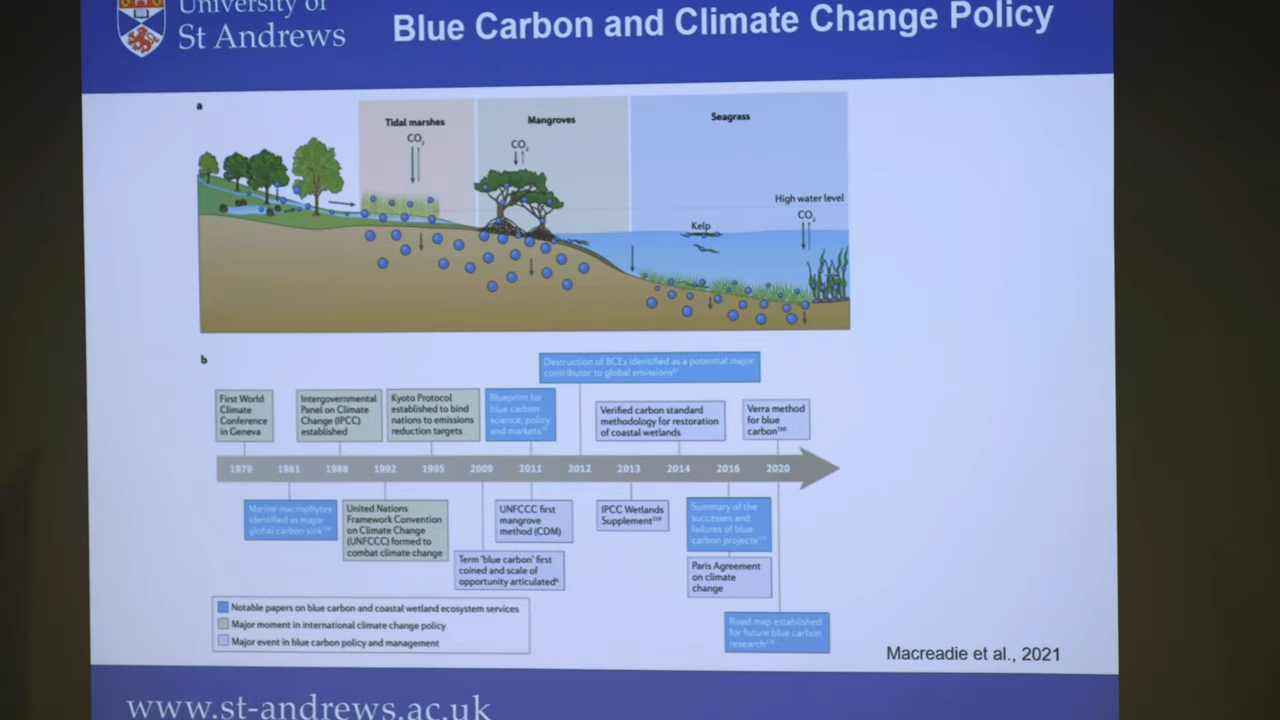 University of
St Andrews
Blue Carbon and Climate Change Policy
a
Tidal marshes
CO2
Mangroves
CO2
Seagrass
High water level
CO2
Kelp
b
Destruction of BCEs identified as a potential major
contributor to global emissions
First World
Climate
Conference
in Geneva
Intergovernmental
Panel on Climate
Change (IPCC)
established
Kyoto Protocol
established to bind
nations to emissions
reduction targets
Blueprint for
blue carbon
science, policy
and markets
Verified carbon standard
methodology for restoration
of coastal wetlands
Verra method
for blue
carbon
1979 1981 1988 1992 1995 2009 2011 2012 2013 2014 2016 2020
Marine macrophytes
identified as major
global carbon sink
United Nations
Framework Convention
on Climate Change
(UNFCCC) formed to
combat climate change
Term 'blue carbon' first
coined and scale of
opportunity articulated
UNFCCC first
mangrove
method (CDM)
IPCC Wetlands
Supplement
Summary of the
successes and
failures of blue
carbon projects
Paris Agreement
on climate
change
Road map established
for future blue carbon
research
Notable papers on blue carbon and coastal wetland ecosystem services
Major moment in international climate change policy
Major event in blue carbon policy and management
Macreadie et al., 2021
www.st-andrews.ac.uk